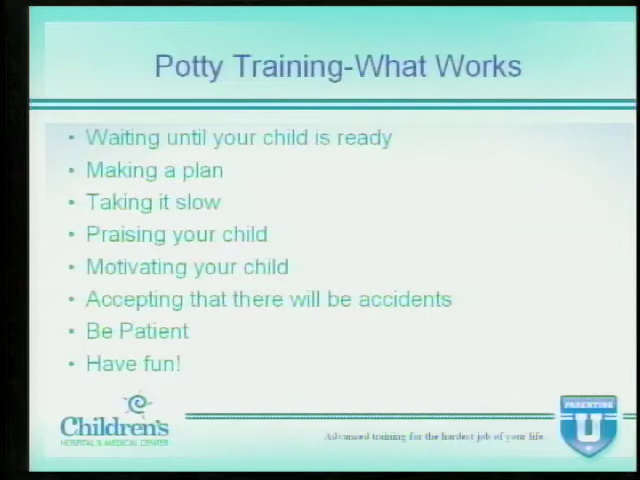 Potty Training-What Works
• Waiting until your child is ready
• Making a plan
• Taking it slow
• Praising your child
• Motivating your child
• Accepting that there will be accidents
• Be Patient
• Have fun!
Children's
HOSPITAL & MEDICAL CENTER
Advanced training for the hardest job of your life.
PARENTING
U